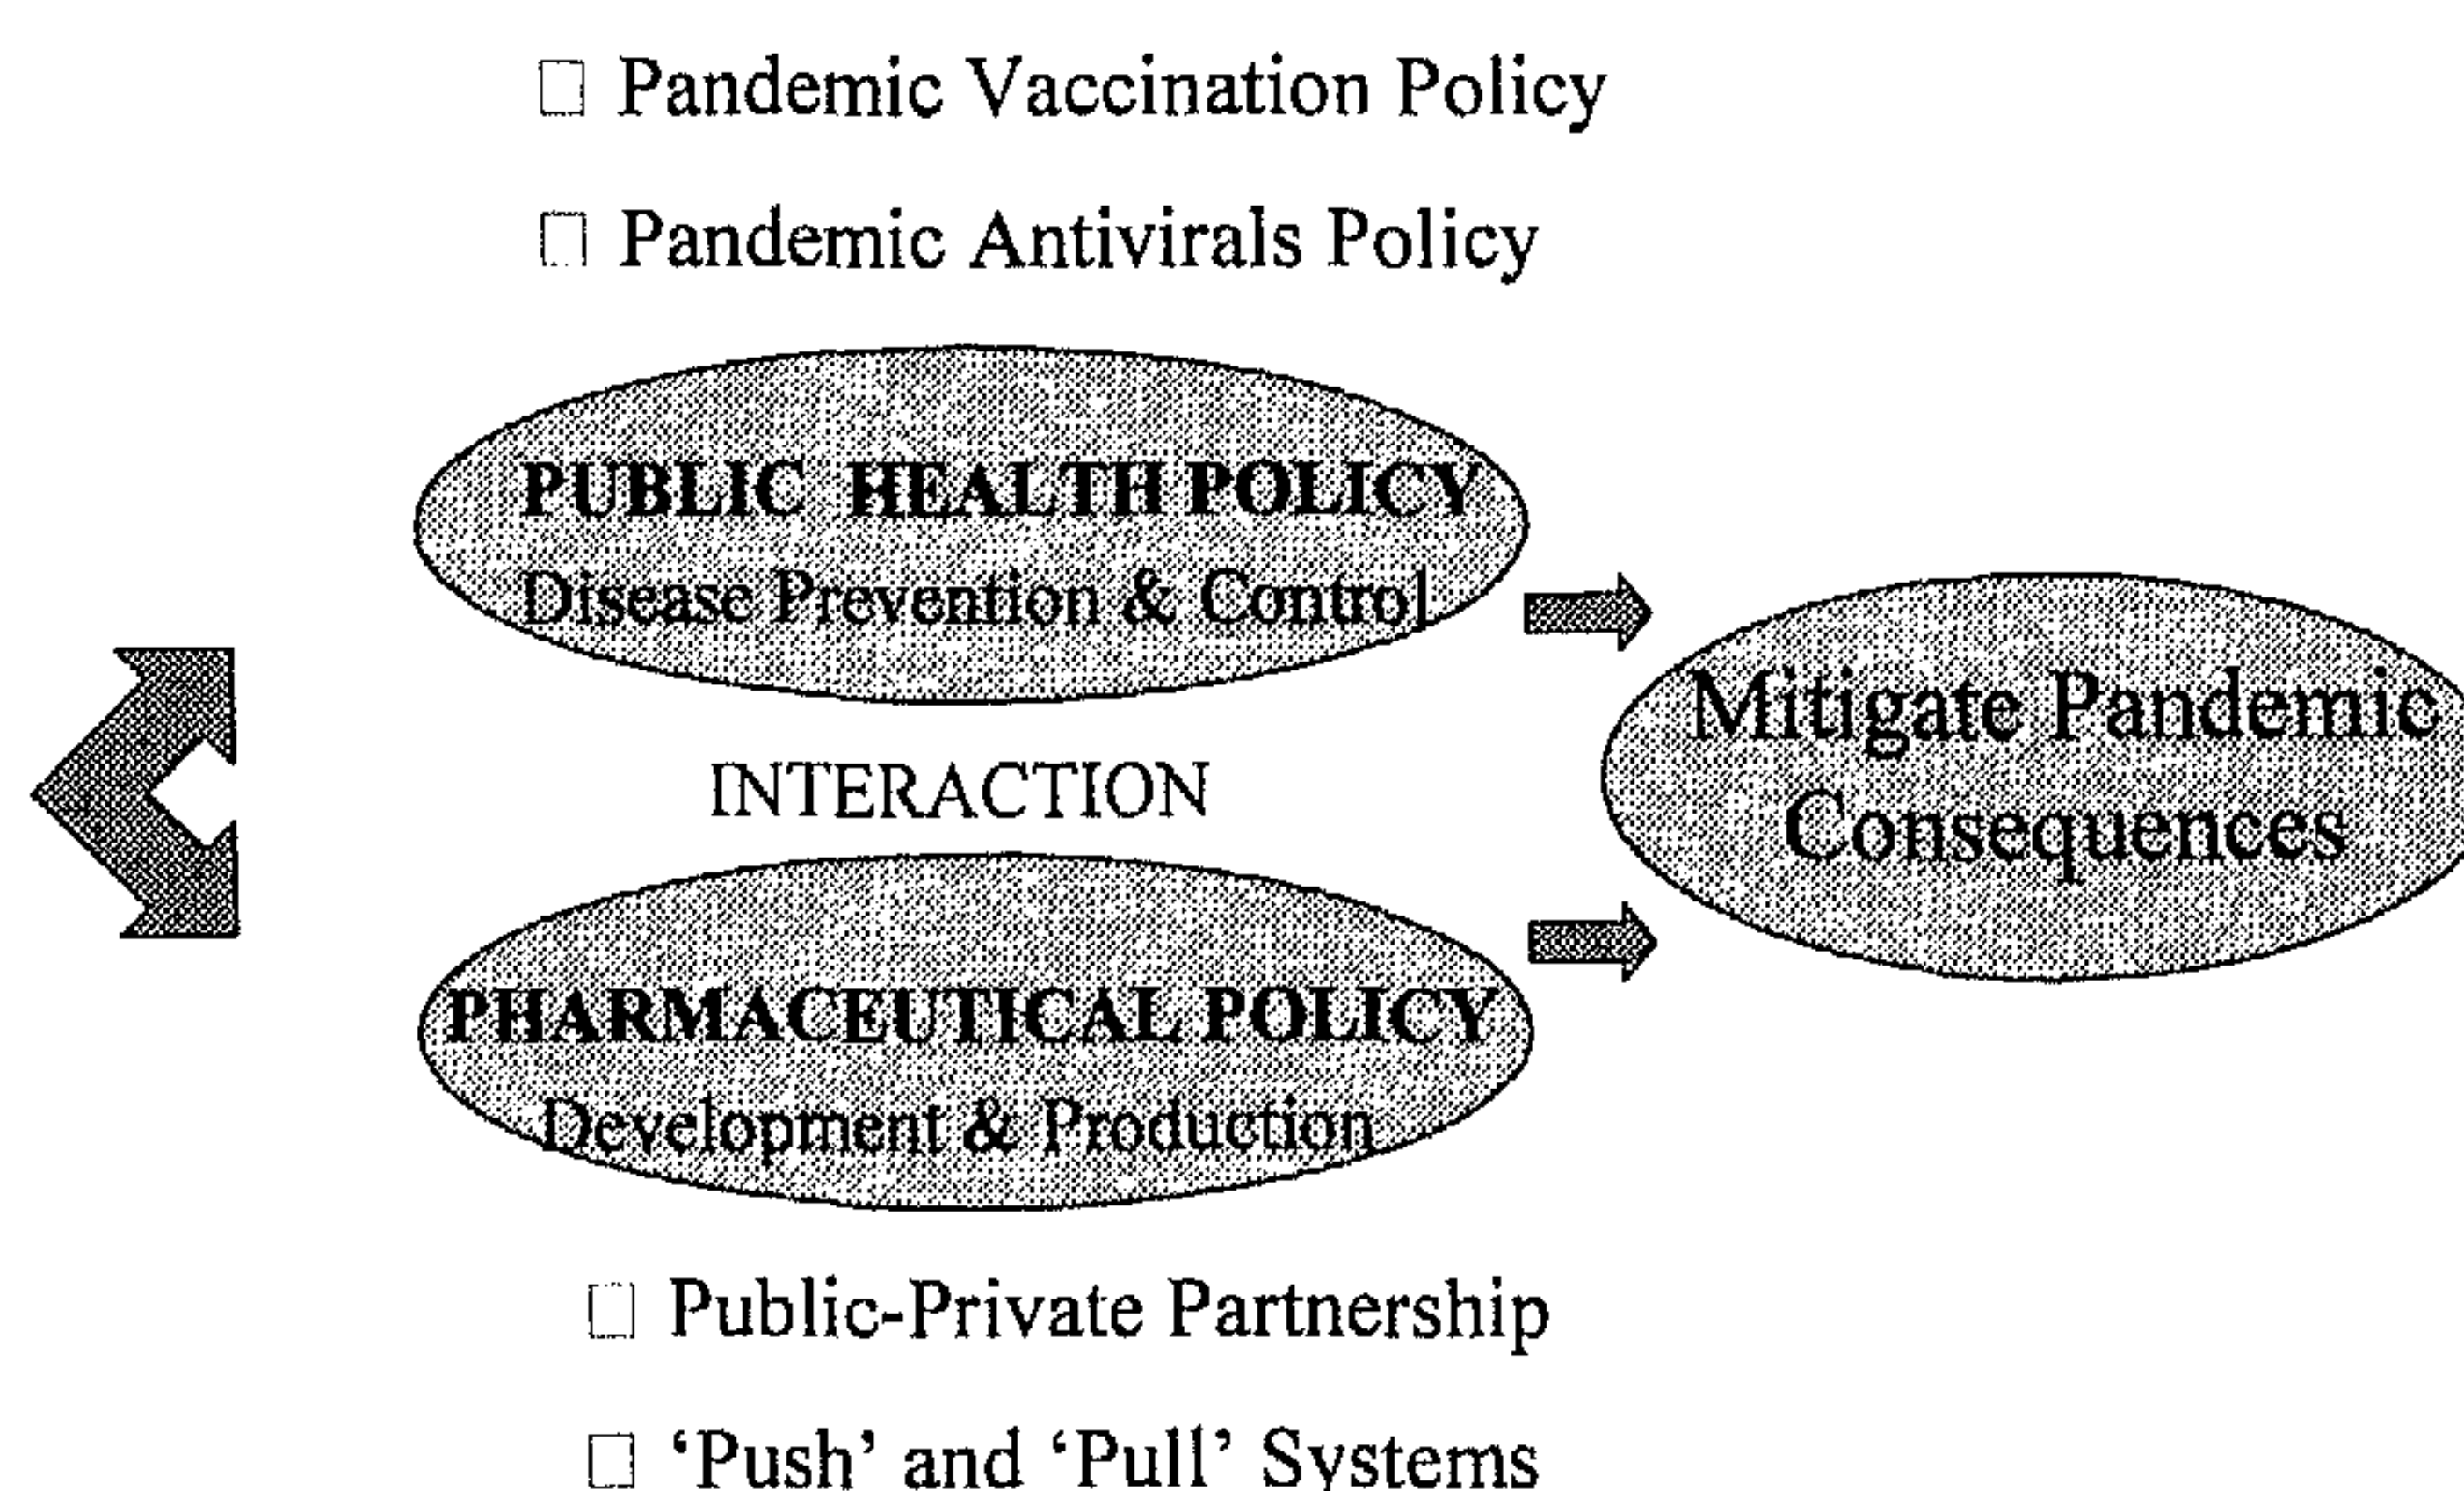 □ Pandemic Vaccination Policy
□ Pandemic Antivirals Policy
PUBLIC HEALTH POLICY
Disease Prevention & Control
INTERACTION
Mitigate Pandemic
Consequences
PHARMACEUTICAL POLICY
Development & Production
□ Public-Private Partnership
□ ‘Push’ and ‘Pull’ Systems